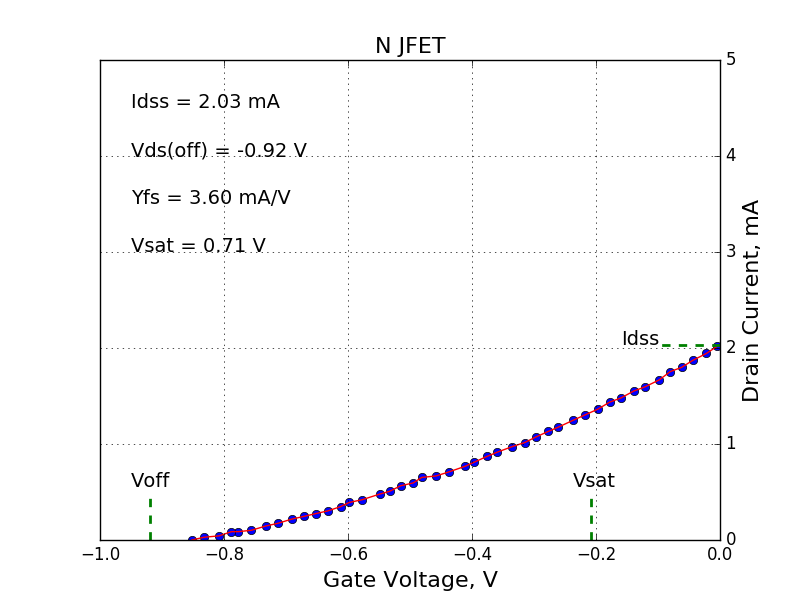 N JFET
Idss = 2.03 mA
Vds(off) = -0.92 V
Yfs = 3.60 mA/V
Vsat = 0.71 V
Idss
Voff
Vsat
5
4
3
2
1
0
Drain Current, mA
−1.0 −0.8 −0.6 −0.4 −0.2 0.0
Gate Voltage, V